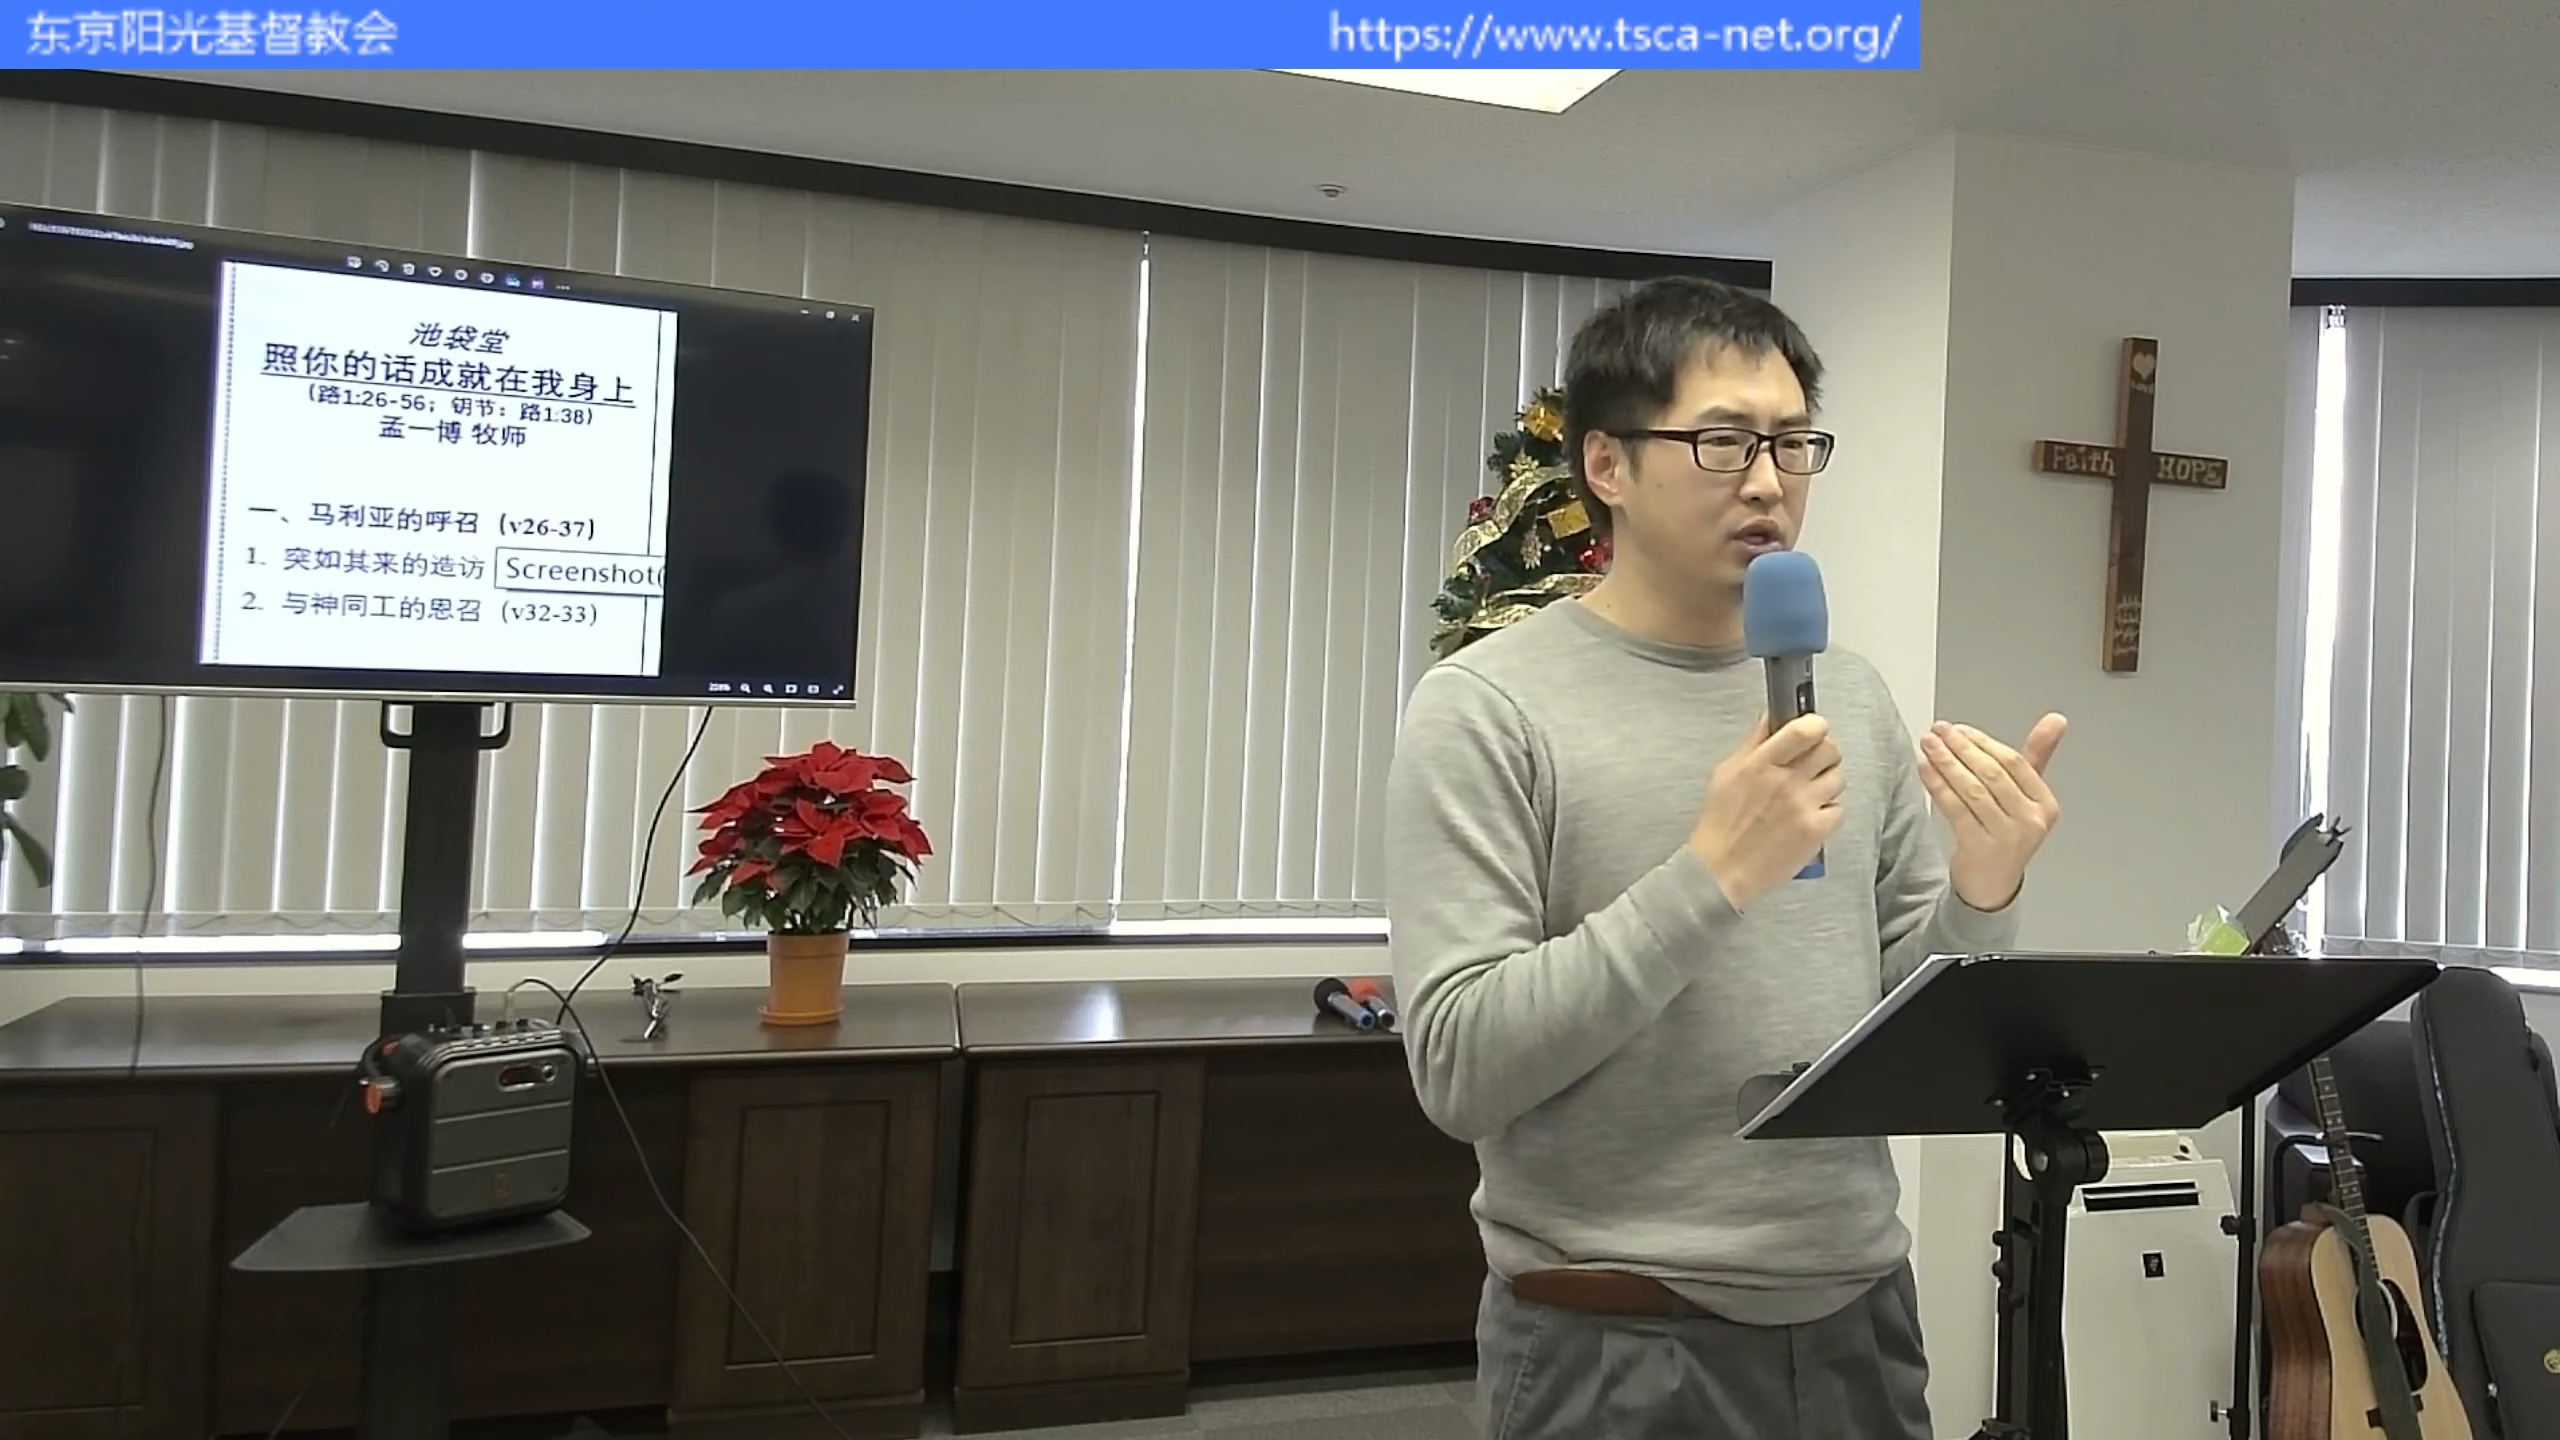 东京阳光基督教会
https://www.tsca-net.org/
池袋堂
照你的话成就在我身上
(路1:26-56; 钥节: 路1:38)
孟一博 牧师
一、马利亚的呼召 (v26-37)
1. 突如其来的造访 Screenshot(
2. 与神同工的恩召 (v32-33)
Faith HOPE